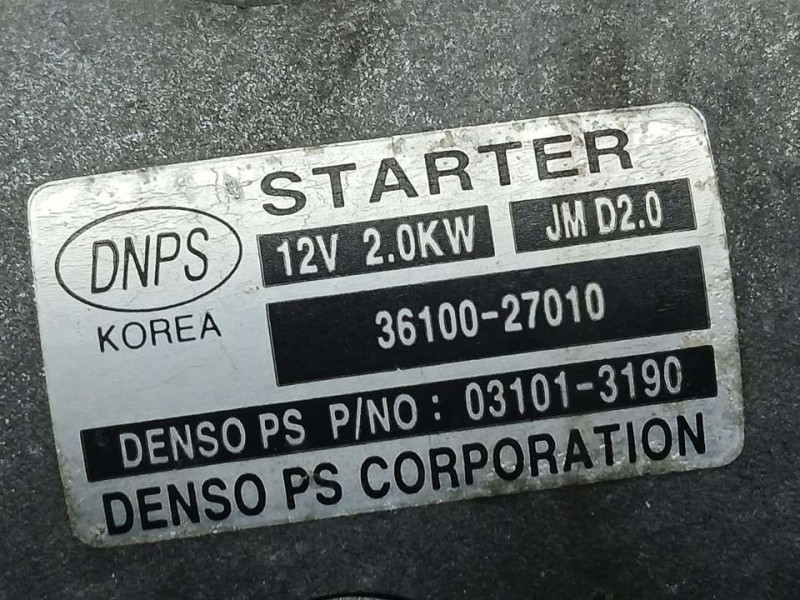 STARTER
DNPS
KOREA
12V 2.0KW
JM D2.0
36100-27010
DENSO PS P/NO : 03101-3190
DENSO PS CORPORATION